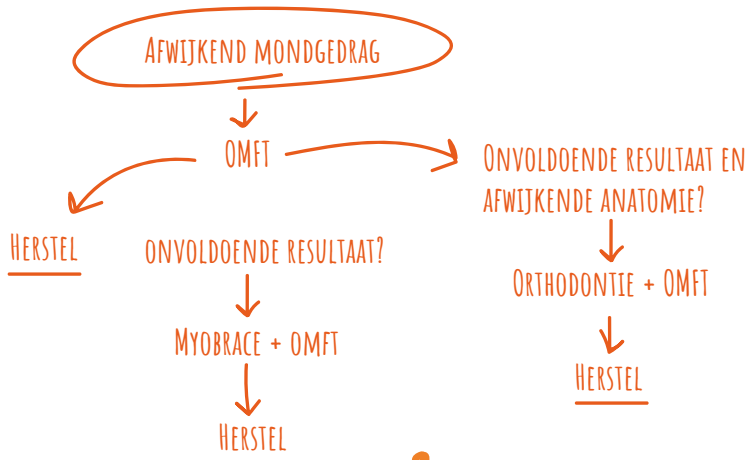 Afwijkend mondgedrag
OMFT
Onvoldoende resultaat en
afwijkende anatomie?
Herstel
onvoldoende resultaat?
Orthodontie + OMFT
Myobrace + omft
Herstel
Herstel